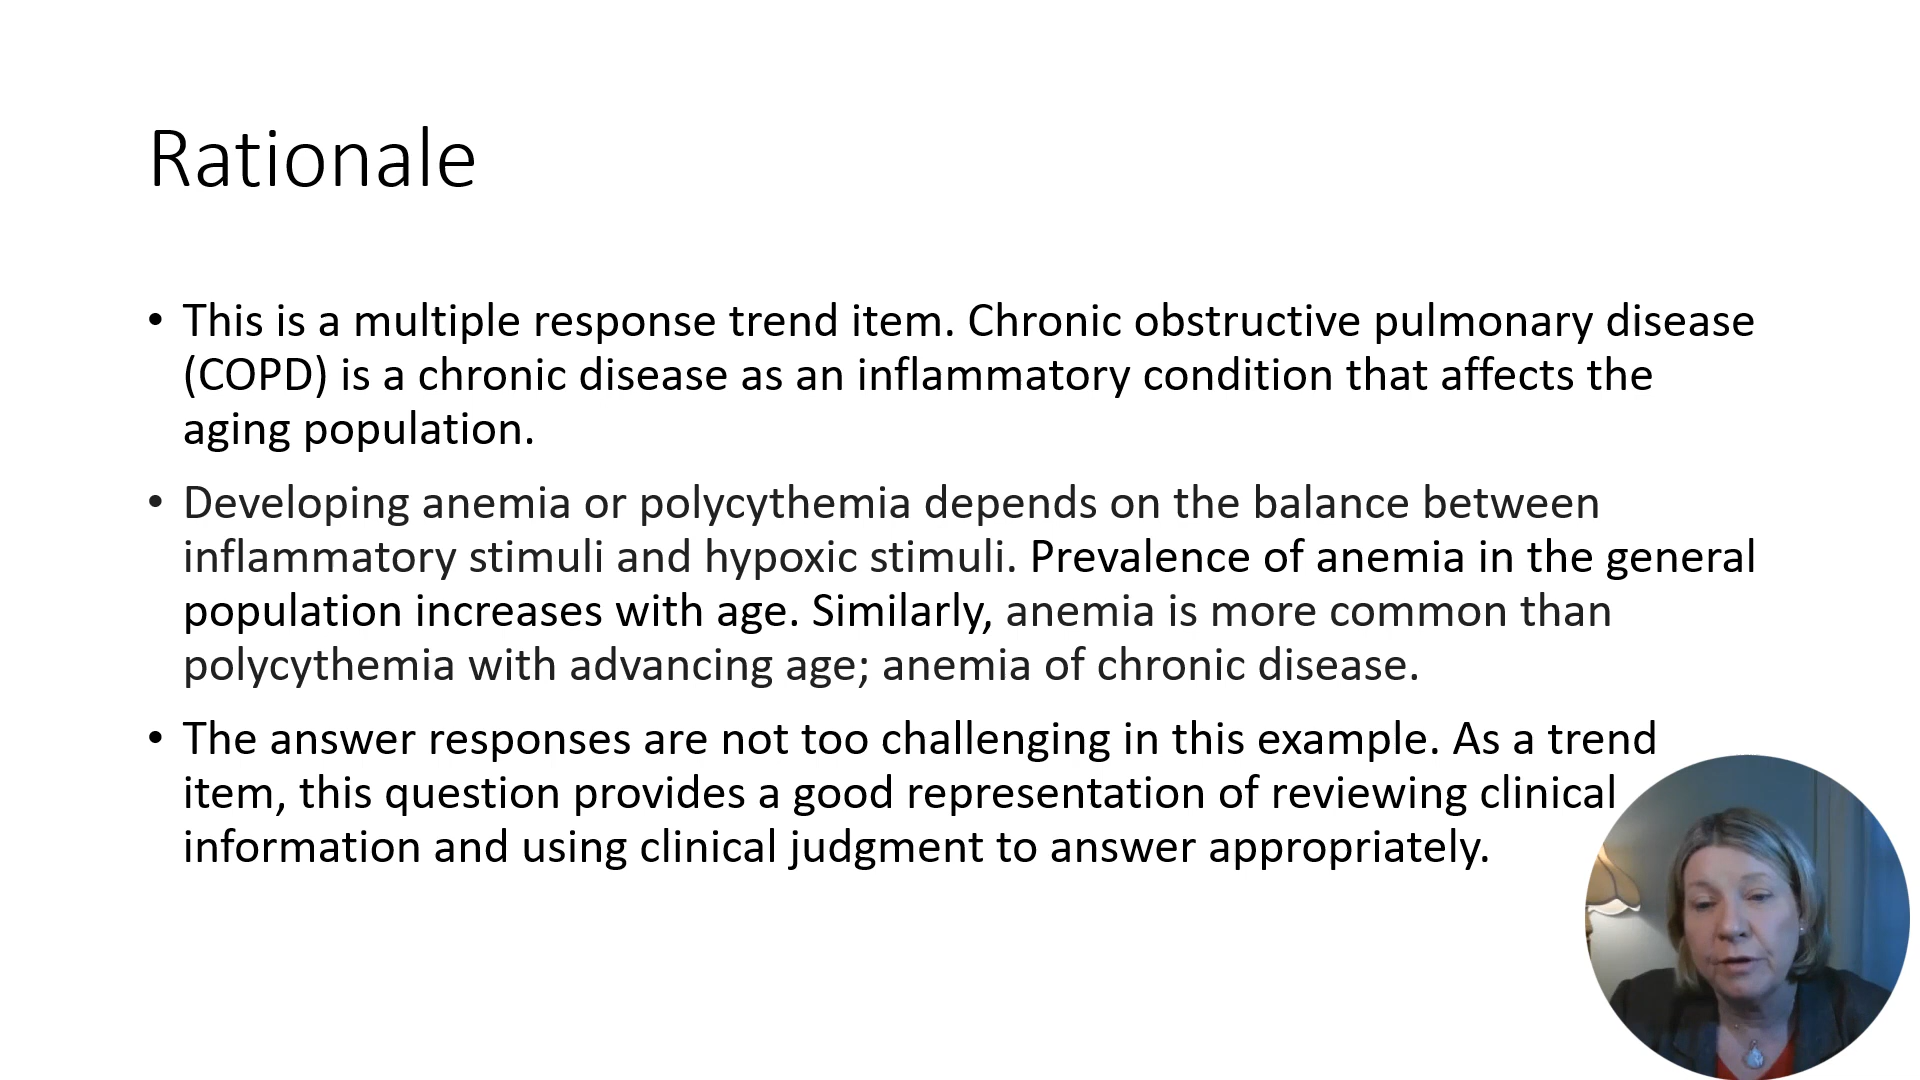 Rationale
• This is a multiple response trend item. Chronic obstructive pulmonary disease
(COPD) is a chronic disease as an inflammatory condition that affects the
aging population.
• Developing anemia or polycythemia depends on the balance between
inflammatory stimuli and hypoxic stimuli. Prevalence of anemia in the general
population increases with age. Similarly, anemia is more common than
polycythemia with advancing age; anemia of chronic disease.
• The answer responses are not too challenging in this example. As a trend
item, this question provides a good representation of reviewing clinical
information and using clinical judgment to answer appropriately.